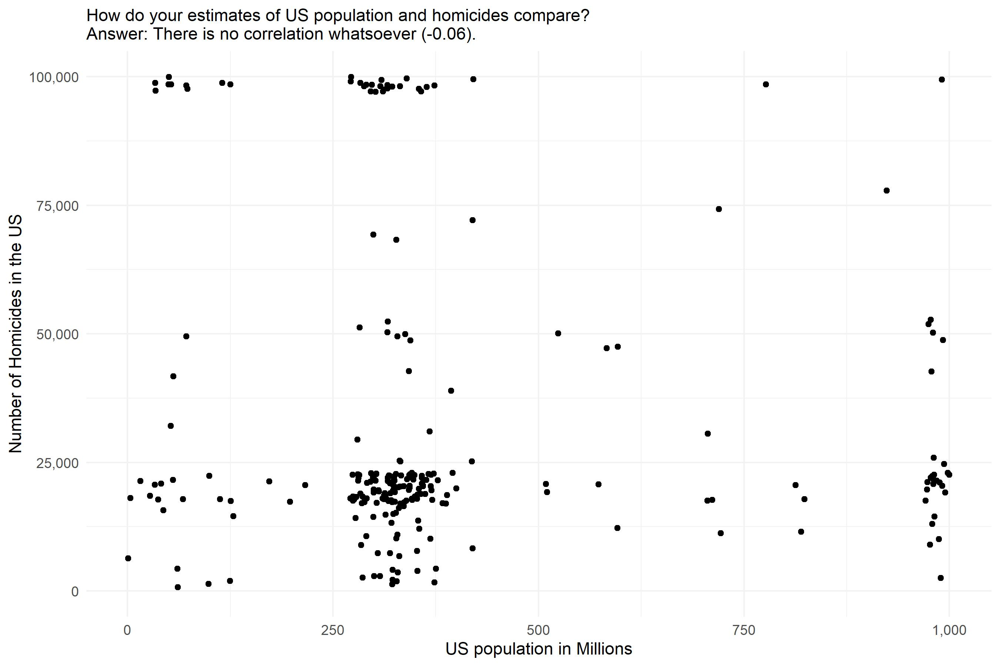 How do your estimates of US population and homicides compare?
Answer: There is no correlation whatsoever (-0.06).
Number of Homicides in the US
100,000
75,000
50,000
25,000
0
0
250
500
750
1,000
US population in Millions